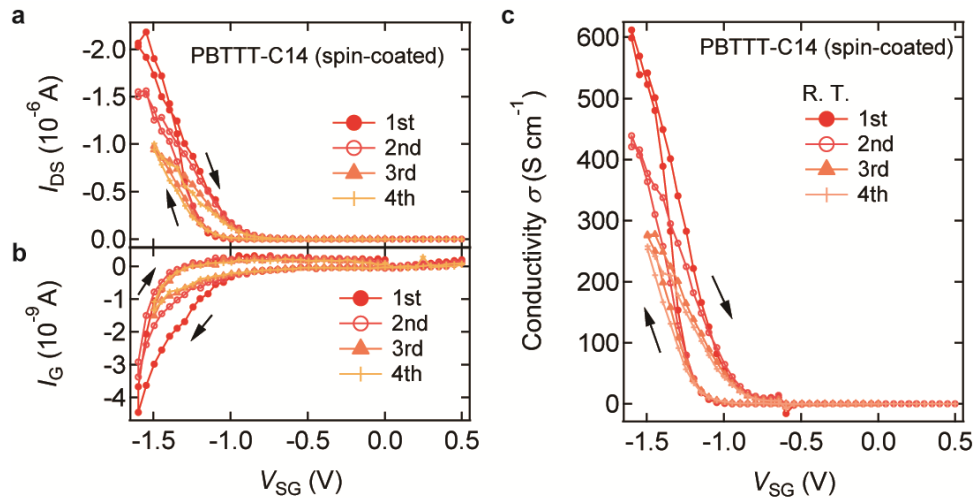 a
PBTTT-C14 (spin-coated)
I_DS (10^-6 A)
-2.0
-1.5
-1.0
-0.5
0.0
1st
2nd
3rd
4th
b
I_G (10^-9 A)
0
-1
-2
-3
-4
1st
2nd
3rd
4th
-1.5 -1.0 -0.5 0.0 0.5
V_SG (V)
c
PBTTT-C14 (spin-coated)
R. T.
1st
2nd
3rd
4th
Conductivity σ (S cm^-1)
600
500
400
300
200
100
0
-1.5 -1.0 -0.5 0.0 0.5
V_SG (V)